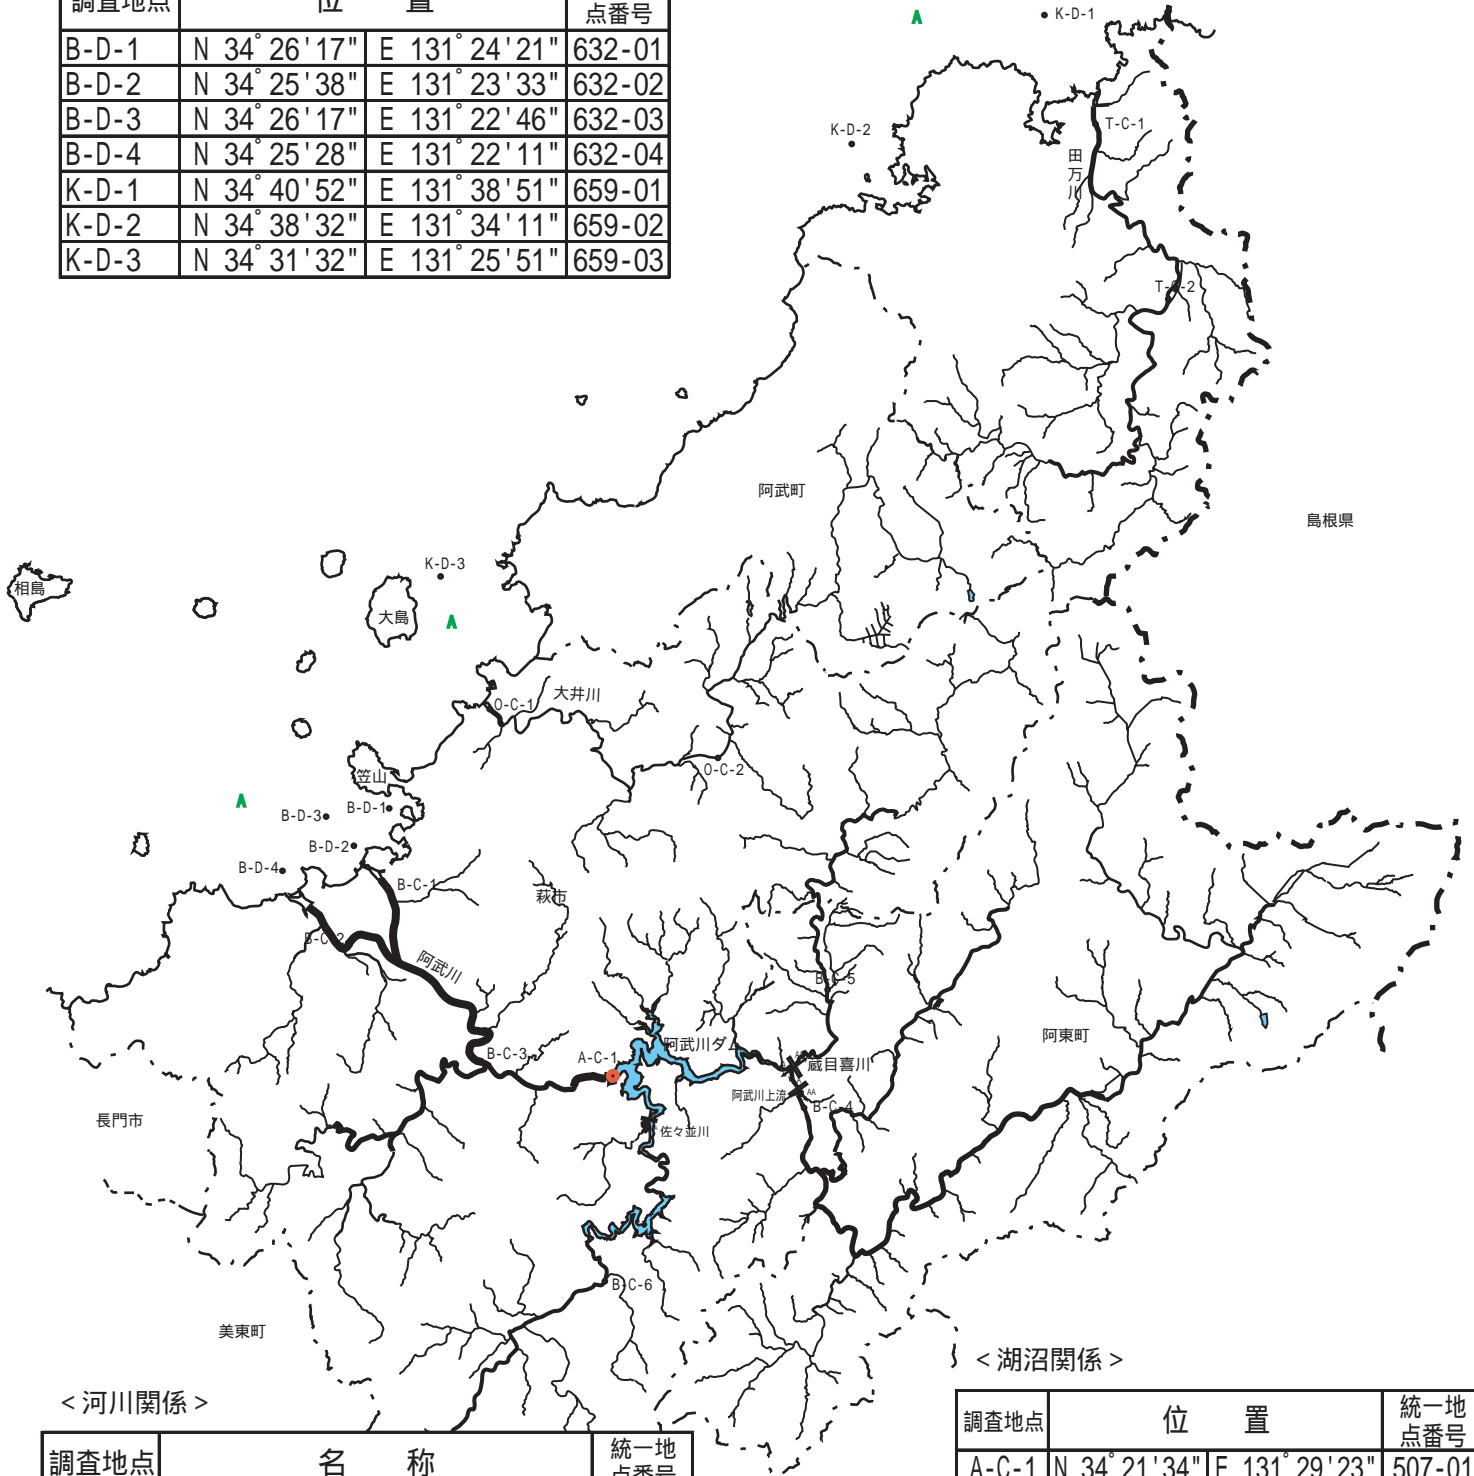 調査地点 位 置 点番号
B-D-1 N 34°26'17" E 131°24'21" 632-01
B-D-2 N 34°25'38" E 131°23'33" 632-02
B-D-3 N 34°26'17" E 131°22'46" 632-03
B-D-4 N 34°25'28" E 131°22'11" 632-04
K-D-1 N 34°40'52" E 131°38'51" 659-01
K-D-2 N 34°38'32" E 131°34'11" 659-02
K-D-3 N 34°31'32" E 131°25'51" 659-03
A
K-D-1
K-D-2
T-C-1
田万川
T-C-2
阿武町
島根県
K-D-3
相島
大島
A
大井川
O-C-1
O-C-2
笠山
A
B-D-1
B-D-3
B-D-2
B-D-4
B-C-1
萩市
B-C-2
阿武川
B-C-5
阿東町
阿武川ダム
B-C-3
A-C-1
蔵目喜川
阿武川上流
AA
B-C-4
長門市
佐々並川
B-C-6
美東町
<湖沼関係>
<河川関係>
調査地点 位 置 統一地
点番号
A-C-1 N 34°21'34" E 131°29'23" 507-01
調査地点 名 称 統一地
点番号